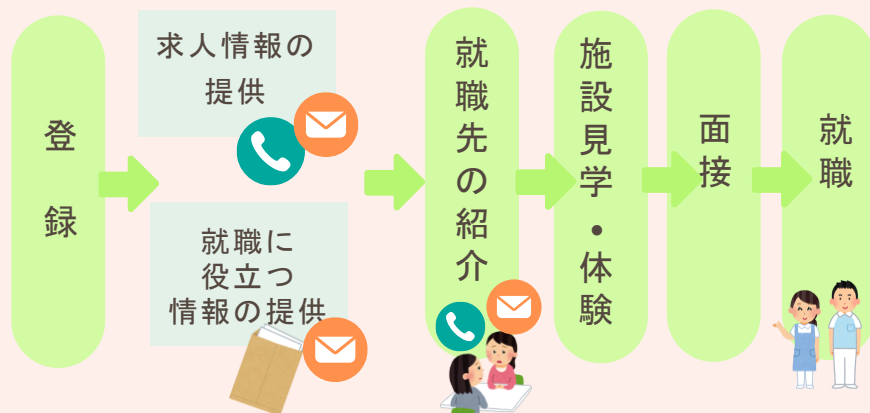 登録
求人情報の
提供
就職に
役立つ
情報の提供
就職先の紹介
施設見学・体験
面接
就職